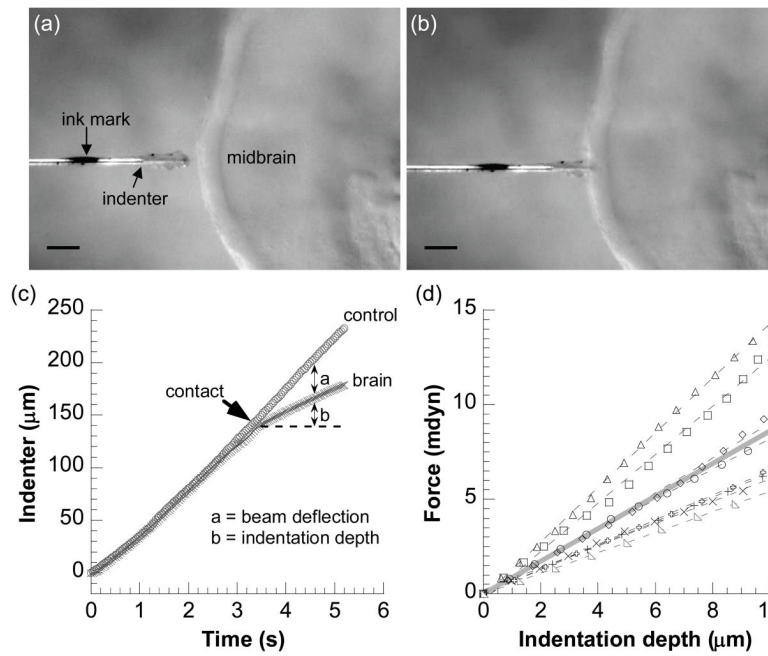 (a)
ink mark
midbrain
indenter
(b)
(c)
250
200
150
100
50
0
Indenter (μm)
control
brain
contact
a
b
a = beam deflection
b = indentation depth
0 1 2 3 4 5 6
Time (s)
(d)
15
10
5
0
Force (mdyn)
0 2 4 6 8
Indentation depth (μm)